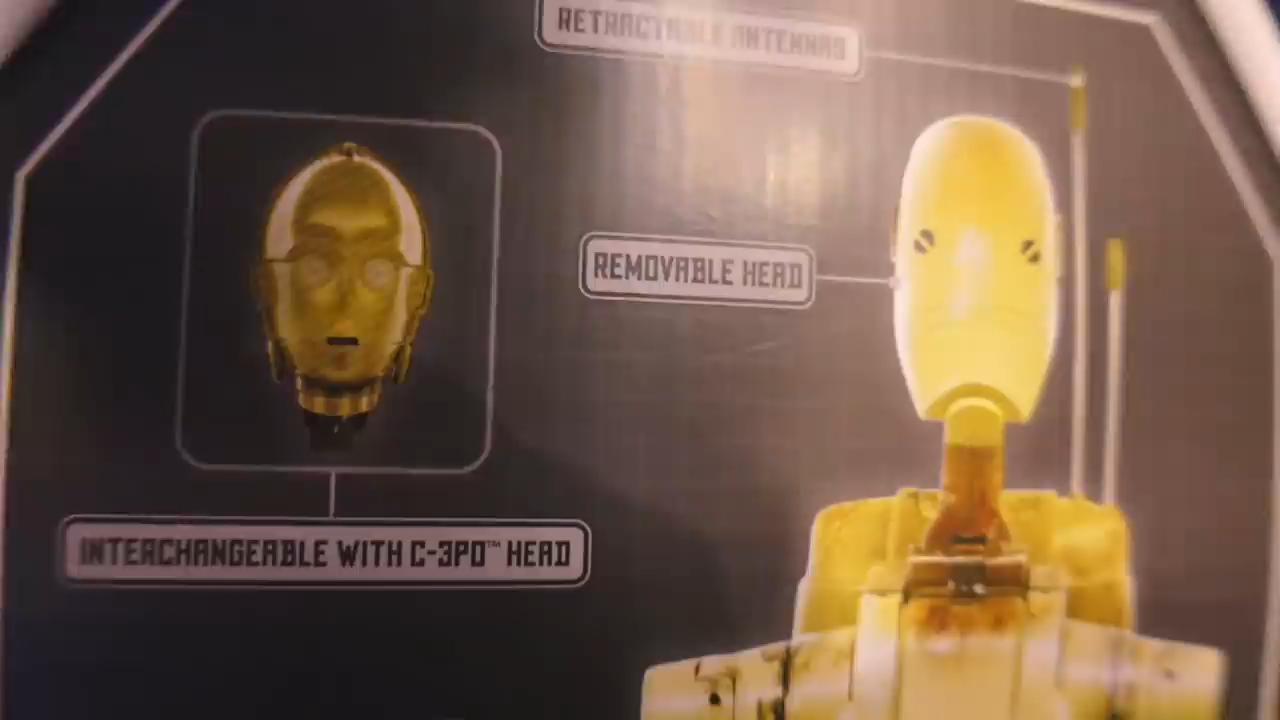 RETRACTABLE ANTENNAS
REMOVABLE HEAD
INTERCHANGEABLE WITH C-3PO™ HEAD